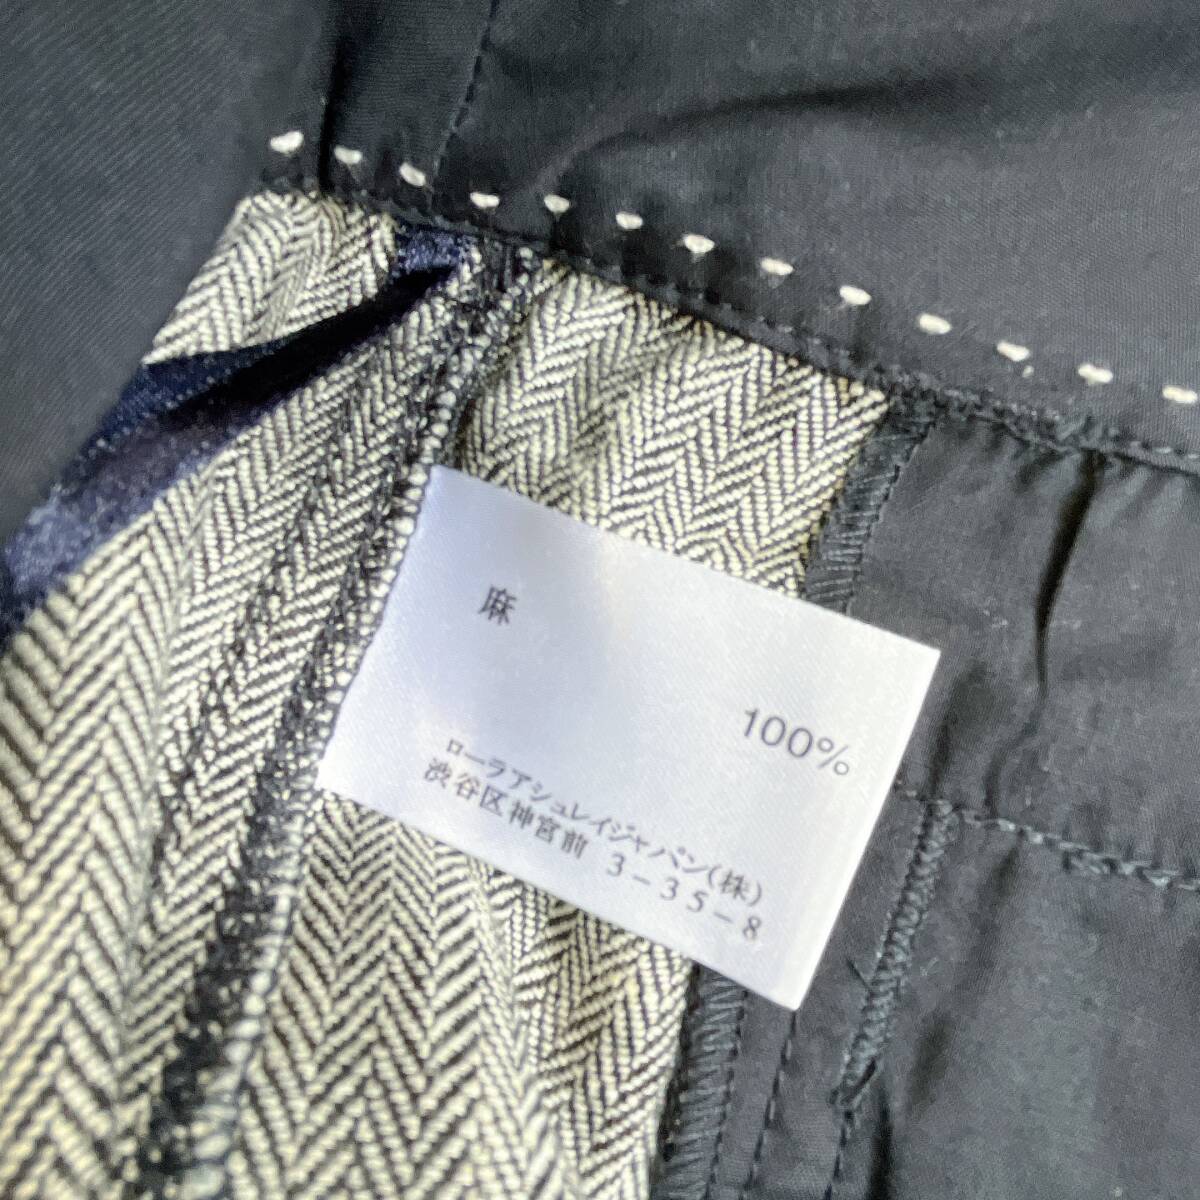 麻
100%
ローラアシュレイジャパン(株)
渋谷区神宮前 3-35-8